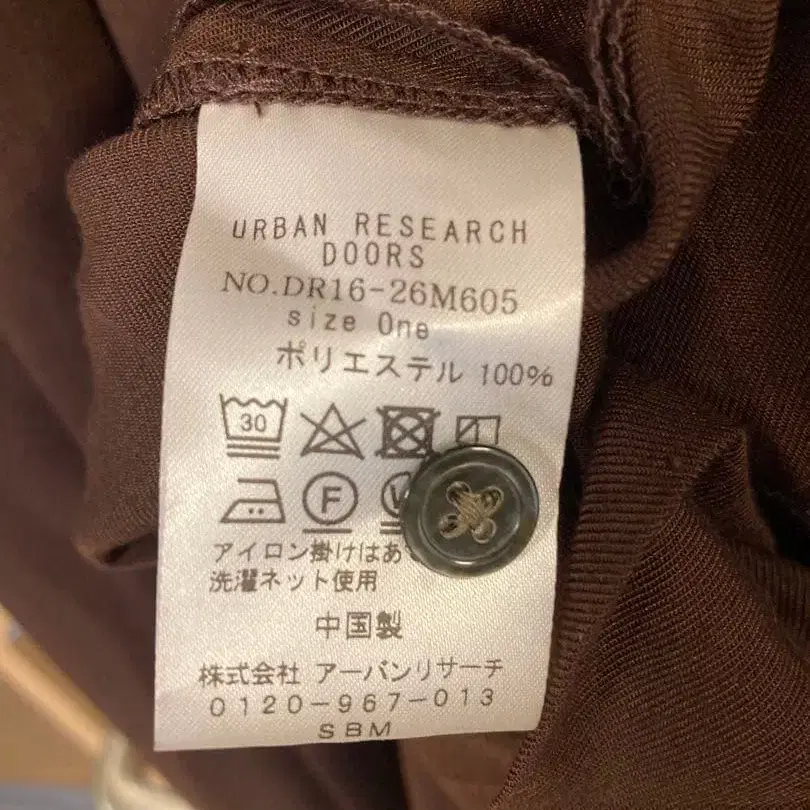 URBAN RESEARCH
DOORS
NO.DR16-26M605
size One
ポリエステル 100%
30
F
W
アイロン掛けはあ
洗濯ネット使用
中国製
株式会社 アーバンリサーチ
0120-967-013
SBM